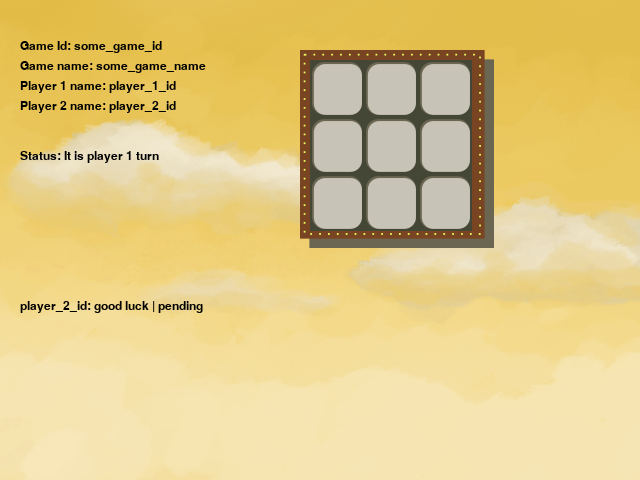 Game Id: some_game_id
Game name: some_game_name
Player 1 name: player_1_id
Player 2 name: player_2_id
Status: It is player 1 turn
player_2_id: good luck | pending